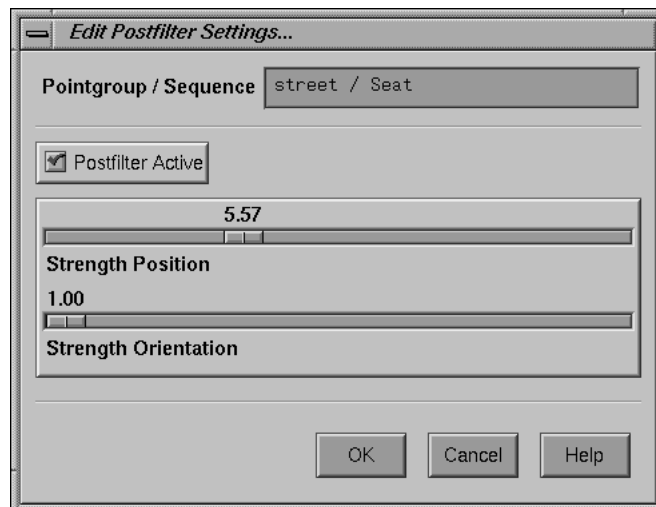 Edit Postfilter Settings...
Pointgroup / Sequence street / Seat
Postfilter Active
5.57
Strength Position
1.00
Strength Orientation
OK Cancel Help